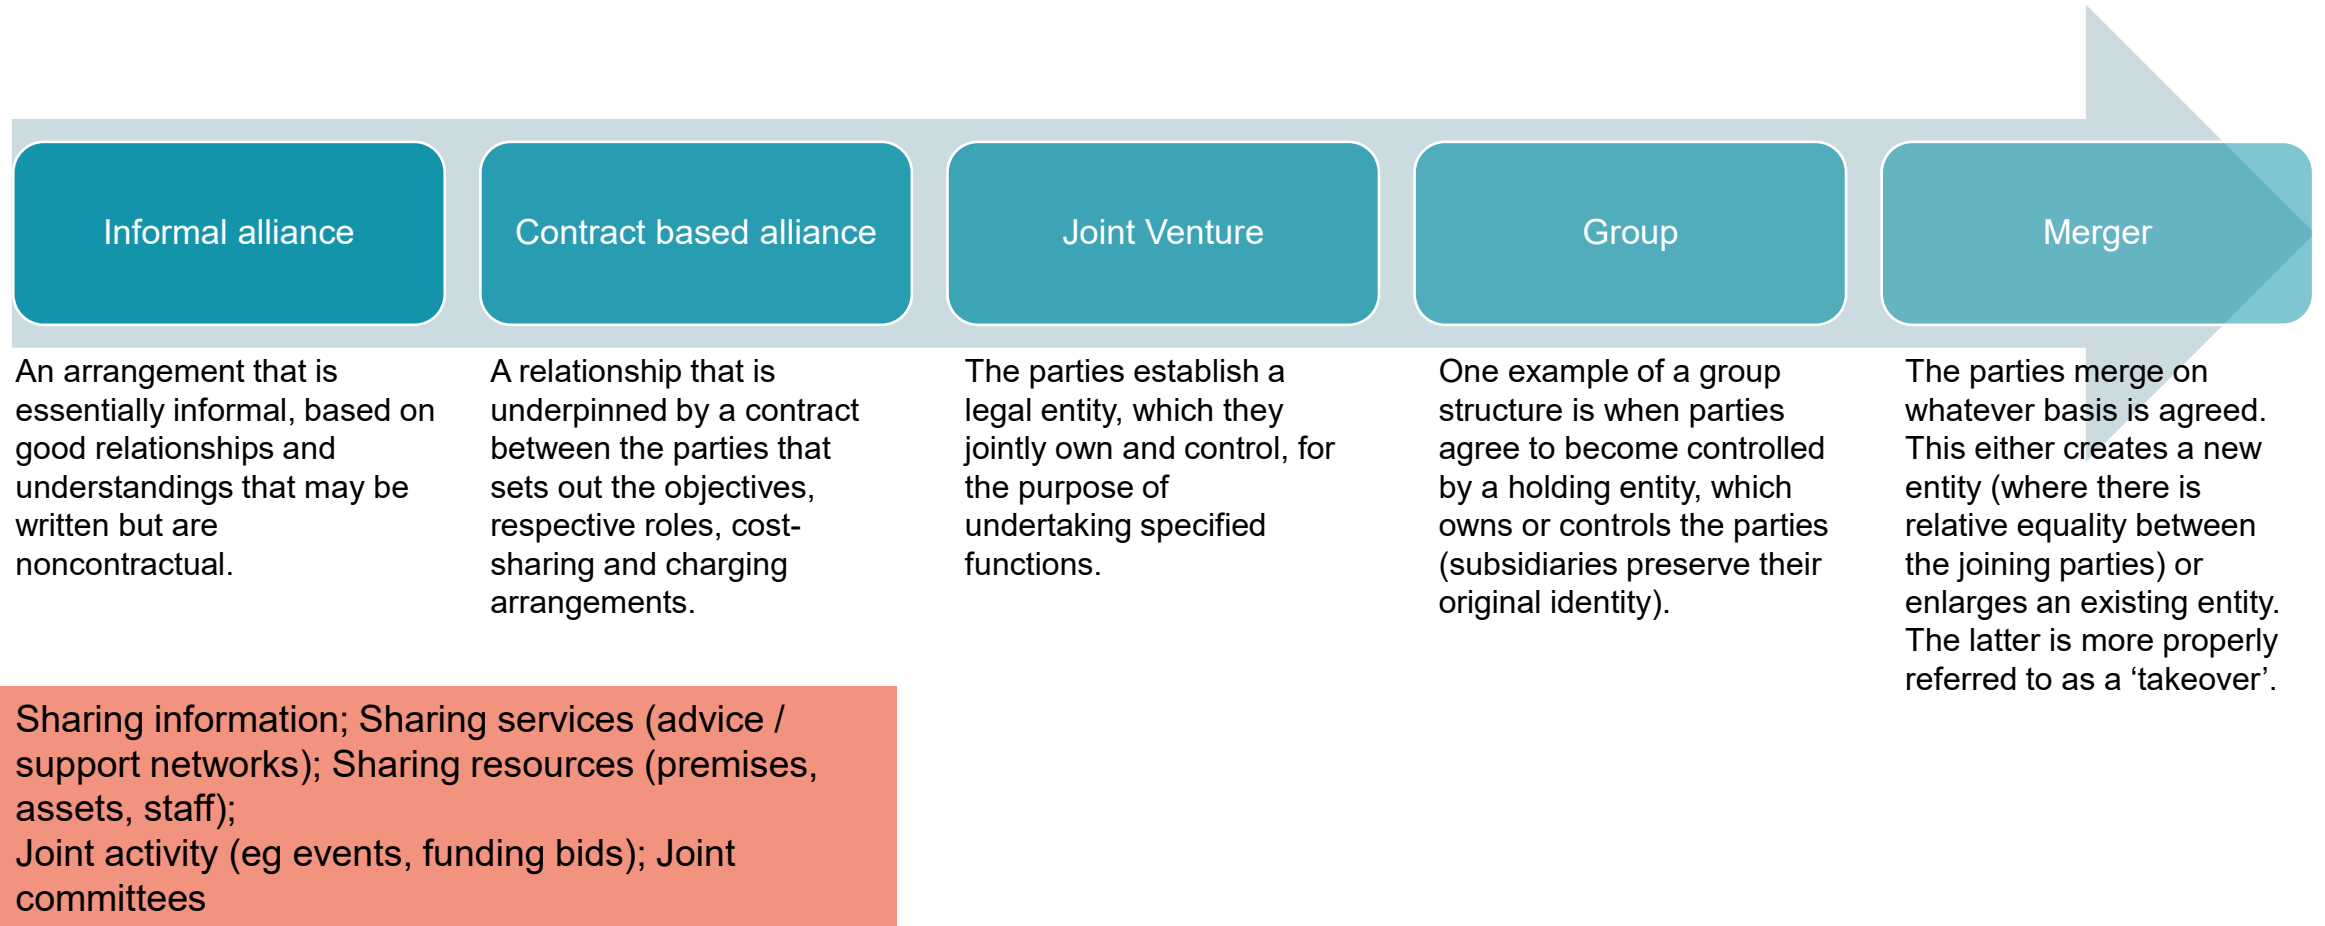 Informal alliance
Contract based alliance
Joint Venture
Group
Merger
An arrangement that is
essentially informal, based on
good relationships and
understandings that may be
written but are
noncontractual.
A relationship that is
underpinned by a contract
between the parties that
sets out the objectives,
respective roles, cost-
sharing and charging
arrangements.
The parties establish a
legal entity, which they
jointly own and control, for
the purpose of
undertaking specified
functions.
One example of a group
structure is when parties
agree to become controlled
by a holding entity, which
owns or controls the parties
(subsidiaries preserve their
original identity).
The parties merge on
whatever basis is agreed.
This either creates a new
entity (where there is
relative equality between
the joining parties) or
enlarges an existing entity.
The latter is more properly
referred to as a ‘takeover’.
Sharing information; Sharing services (advice /
support networks); Sharing resources (premises,
assets, staff);
Joint activity (eg events, funding bids); Joint
committees